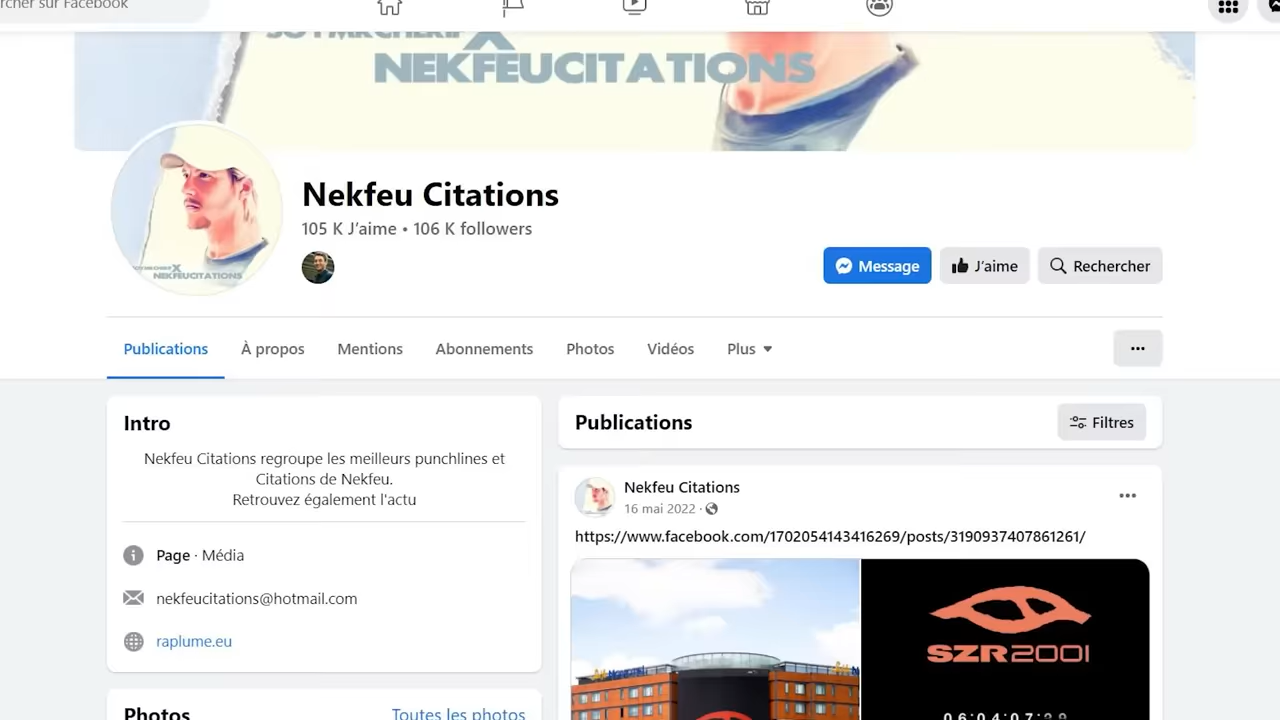 rcher sur Facebook
NEKFEUCITATIONS
NEKFEUCITATIONS
Nekfeu Citations
105 K J’aime • 106 K followers
Message
J’aime
Rechercher
Publications
À propos
Mentions
Abonnements
Photos
Vidéos
Plus
Intro
Nekfeu Citations regroupe les meilleurs punchlines et
Citations de Nekfeu.
Retrouvez également l'actu
Page · Média
nekfeucitations@hotmail.com
raplume.eu
Photos
Toutes les photos
Publications
Filtres
Nekfeu Citations
16 mai 2022 ·
https://www.facebook.com/1702054143416269/posts/3190937407861261/
SZR2001